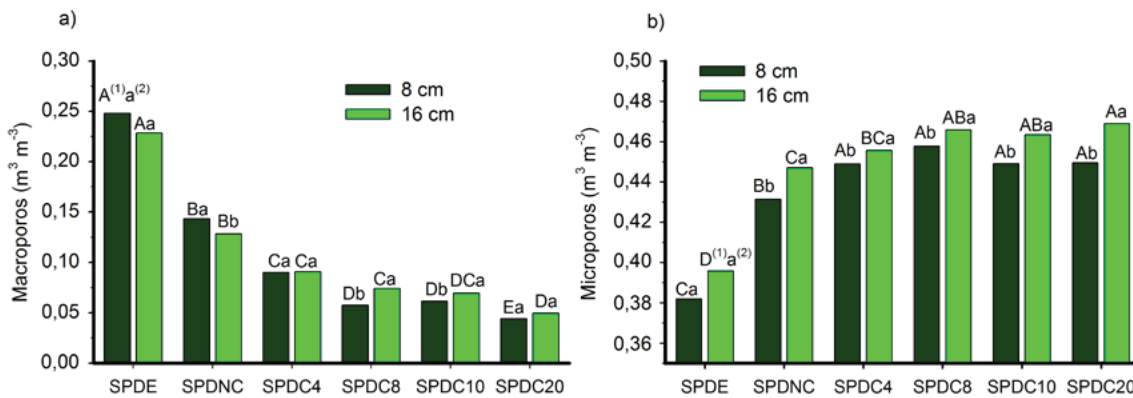 a)
Macroporos (m³ m⁻³)
0,30
0,25
0,20
0,15
0,10
0,05
0,00
8 cm
16 cm
A⁽¹⁾a⁽²⁾
Aa
Ba
Bb
Ca
Ca
Db
Ca
Db
DCa
Ea
Da
SPDE SPDNC SPDC4 SPDC8 SPDC10 SPDC20
b)
Microporos (m³ m⁻³)
0,50
0,48
0,46
0,44
0,42
0,40
0,38
0,36
8 cm
16 cm
Ca
D⁽¹⁾a⁽²⁾
Bb
Ca
Ab
BCa
Ab
ABa
Ab
ABa
Ab
Aa
SPDE SPDNC SPDC4 SPDC8 SPDC10 SPDC20